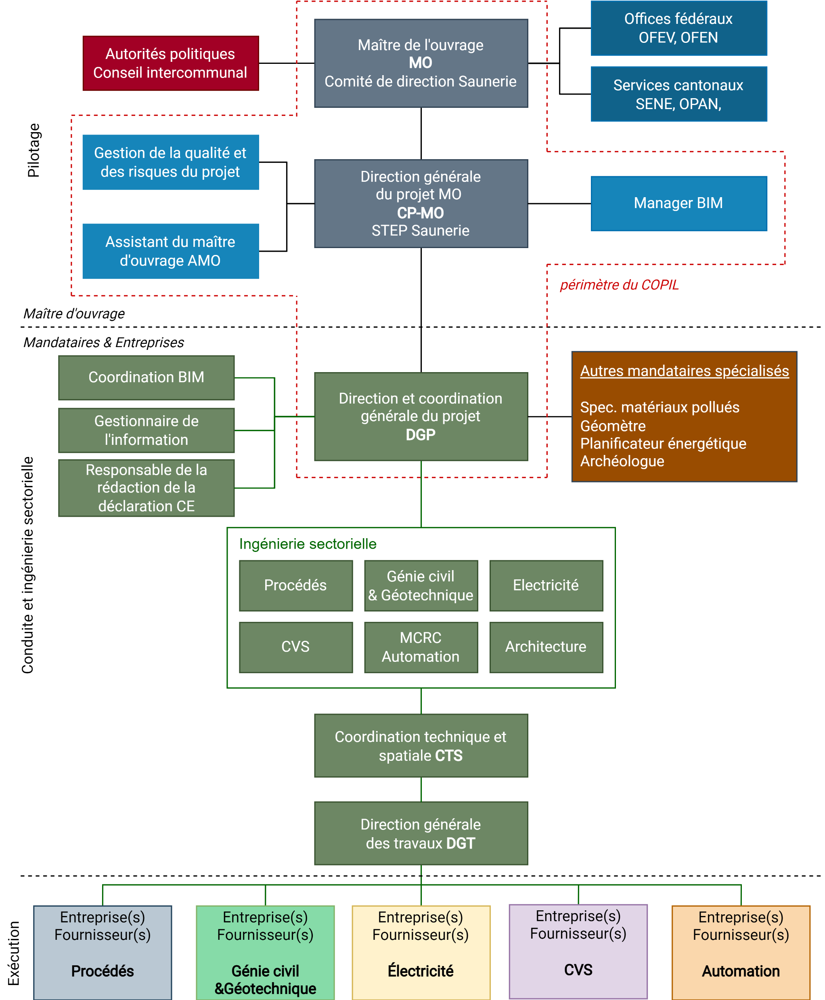 Autorités politiques
Conseil intercommunal
Maître de l'ouvrage
MO
Comité de direction Saunerie
Offices fédéraux
OFEV, OFEN
Services cantonaux
SENE, OPAN,
Pilotage
Gestion de la qualité et
des risques du projet
Assistant du maître
d'ouvrage AMO
Direction générale
du projet MO
CP-MO
STEP Saunerie
Manager BIM
périmètre du COPIL
Maître d'ouvrage
Mandataires & Entreprises
Coordination BIM
Gestionnaire de
l'information
Responsable de la
rédaction de la
déclaration CE
Direction et coordination
générale du projet
DGP
Autres mandataires spécialisés
Spec. matériaux pollués
Géomètre
Planificateur énergétique
Archéologue
Conduite et ingénierie sectorielle
Ingénierie sectorielle
Procédés
Génie civil
& Géotechnique
Electricité
CVS
MCRC
Automation
Architecture
Coordination technique et
spatiale CTS
Direction générale
des travaux DGT
Exécution
Entreprise(s)
Fournisseur(s)
Procédés
Entreprise(s)
Fournisseur(s)
Génie civil
&Géotechnique
Entreprise(s)
Fournisseur(s)
Électricité
Entreprise(s)
Fournisseur(s)
CVS
Entreprise(s)
Fournisseur(s)
Automation